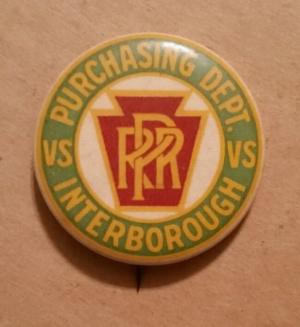 PURCHASING DEPT.
VS VS
PRR
INTERBOROUGH